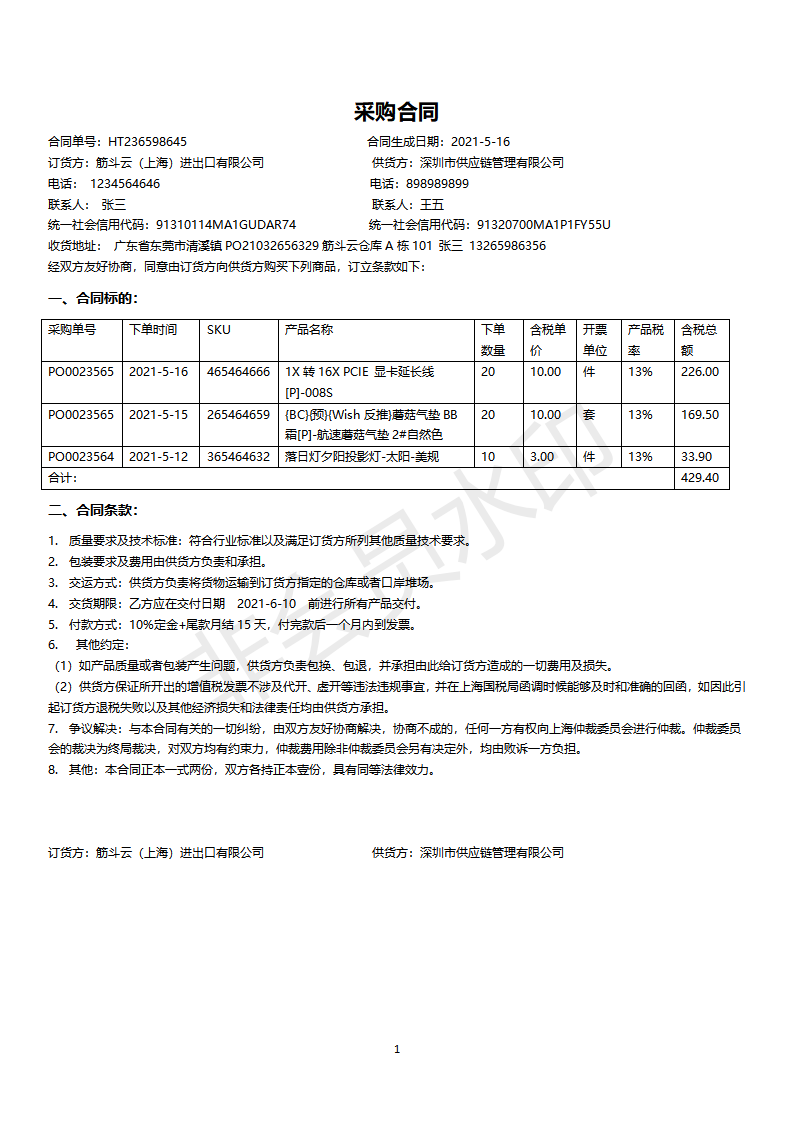 采购合同
合同单号：HT236598645 合同生成日期：2021-5-16
订货方：筋斗云（上海）进出口有限公司 供货方：深圳市供应链管理有限公司
电话： 1234564646 电话：898989899
联系人： 张三 联系人：王五
统一社会信用代码：91310114MA1GUDAR74 统一社会信用代码：91320700MA1P1FY55U
收货地址： 广东省东莞市清溪镇 PO21032656329 筋斗云仓库 A 栋 101 张三 13265986356
经双方友好协商，同意由订货方向供货方购买下列商品，订立条款如下：
一、合同标的：
采购单号 下单时间 SKU 产品名称 下单数量 含税单价 开票单位 产品税率 含税总额
PO0023565 2021-5-16 465464666 1X 转 16X PCIE 显卡延长线[P]-008S 20 10.00 件 13% 226.00
PO0023565 2021-5-15 265464659 {BC}{预}{Wish 反推}蘑菇气垫 BB 霜[P]-航速蘑菇气垫 2#自然色 20 10.00 套 13% 169.50
PO0023564 2021-5-12 365464632 落日灯夕阳投影灯-太阳-美规 10 3.00 件 13% 33.90
合计： 429.40
二、合同条款：
1. 质量要求及技术标准：符合行业标准以及满足订货方所列其他质量技术要求。
2. 包装要求及费用由供货方负责和承担。
3. 交运方式：供货方负责将货物运输到订货方指定的仓库或者口岸堆场。
4. 交货期限：乙方应在交付日期 2021-6-10 前进行所有产品交付。
5. 付款方式：10%定金+尾款月结 15 天，付完款后一个月内到发票。
6. 其他约定：
（1）如产品质量或者包装产生问题，供货方负责包换、包退，并承担由此给订货方造成的一切费用及损失。
（2）供货方保证所开出的增值税发票不涉及代开、虚开等违法违规事宜，并在上海国税局函调时候能够及时和准确的回函，如因此引
起订货方退税失败以及其他经济损失和法律责任均由供货方承担。
7. 争议解决：与本合同有关的一切纠纷，由双方友好协商解决，协商不成的，任何一方有权向上海仲裁委员会进行仲裁。仲裁委员
会的裁决为终局裁决，对双方均有约束力，仲裁费用除非仲裁委员会另有决定外，均由败诉一方负担。
8. 其他：本合同正本一式两份，双方各持正本壹份，具有同等法律效力。
订货方：筋斗云（上海）进出口有限公司 供货方：深圳市供应链管理有限公司
非会员水印
1